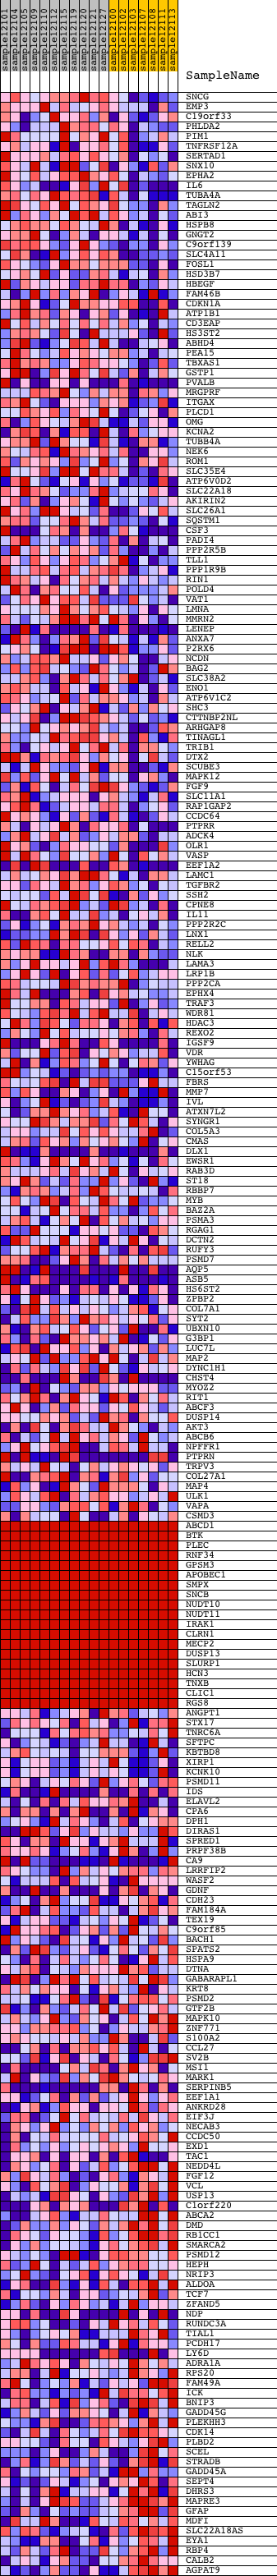 SampleName
SNCG
EMP3
C19orf33
PHLDA2
PIM1
TNFRSF12A
SERTAD1
SNX10
EPHA2
IL6
TUBA4A
TAGLN2
ABI3
HSPB8
GNGT2
C9orf139
SLC4A11
FOSL1
HSD3B7
HBEGF
FAM46B
CDKN1A
ATP1B1
CD3EAP
HS3ST2
ABHD4
PEA15
TBXAS1
GSTP1
PVALB
MRGPRF
ITGAX
PLCD1
OMG
KCNA2
TUBB4A
NEK6
ROM1
SLC35E4
ATP6V0D2
SLC22A18
AKIRIN2
SLC26A1
SQSTM1
CSF3
PADI4
PPP2R5B
TLL1
PPP1R9B
RIN1
POLD4
VAT1
LMNA
MMRN2
LENEP
ANXA7
P2RX6
NCDN
BAG2
SLC38A2
ENO1
ATP6V1C2
SHC3
CTTNBP2NL
ARHGAP8
TINAGL1
TRIB1
DTX2
SCUBE3
MAPK12
FGF9
SLC11A1
RAP1GAP2
CCDC64
PTPRR
ADCK4
OLR1
VASP
EEF1A2
LAMC1
TGFBR2
SSH2
CPNE8
IL11
PPP2R2C
LNX1
RELL2
NLK
LAMA3
LRP1B
PPP2CA
EPHX4
TRAF3
WDR81
HDAC3
REXO2
IGSF9
VDR
YWHAG
C15orf53
FBRS
MMP7
IVL
ATXN7L2
SYNGR1
COL5A3
CMAS
DLX1
EWSR1
RAB3D
ST18
RBBP7
MYB
BAZ2A
PSMA3
RGAG1
DCTN2
RUFY3
PSMD7
AQP5
ASB5
HS6ST2
ZPBP2
COL7A1
SYT2
UBXN10
G3BP1
LUC7L
MAP2
DYNC1H1
CHST4
MYOZ2
RIT1
ABCF3
DUSP14
AKT3
ABCB6
NPFFR1
PTPRN
TRPV3
COL27A1
MAP4
ULK1
VAPA
CSMD3
ABCD1
BTK
PLEC
RNF34
GPSM3
APOBEC1
SMPX
SNCB
NUDT10
NUDT11
IRAK1
CLRN1
MECP2
DUSP13
SLURP1
HCN3
TNXB
CLIC1
RGS8
ANGPT1
STX17
TNRC6A
SFTPC
KBTBD8
XIRP1
KCNK10
PSMD11
IDS
ELAVL2
CPA6
DPH1
DIRAS1
SPRED1
PRPF38B
CA9
LRRFIP2
WASF2
GDNF
CDH23
FAM184A
TEX19
C9orf85
BACH1
SPATS2
HSPA9
DTNA
GABARAPL1
KRT8
PSMD2
GTF2B
MAPK10
ZNF771
S100A2
CCL27
SV2B
MSI1
MARK1
SERPINB5
EEF1A1
ANKRD28
EIF3J
NECAB3
CCDC50
EXD1
TAC1
NEDD4L
FGF12
VCL
USP13
C1orf220
ABCA2
DMD
RB1CC1
SMARCA2
PSMD12
HEPH
NRIP3
ALDOA
TCF7
ZFAND5
NDP
RUNDC3A
TIAL1
PCDH17
LY6D
ADRA1A
RPS20
FAM49A
ICK
BNIP3
GADD45G
PLEKHH3
CDK14
PLBD2
SCEL
STRADB
GADD45A
SEPT4
DHRS3
MAPRE3
GFAP
MDFI
SLC22A18AS
EYA1
RBP4
CALB2
AGPAT9